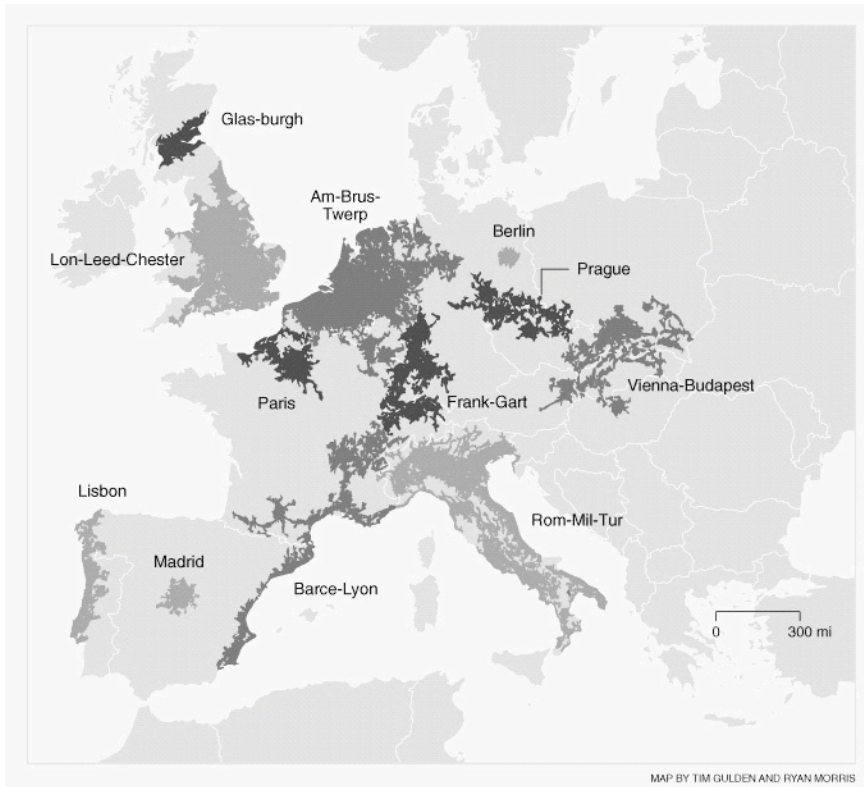 Glas-burgh
Am-Brus-
Twerp
Berlin
Lon-Leed-Chester
Prague
Vienna-Budapest
Paris
Frank-Gart
Lisbon
Rom-Mil-Tur
Madrid
Barce-Lyon
0 300 mi
MAP BY TIM GULDEN AND RYAN MORRIS